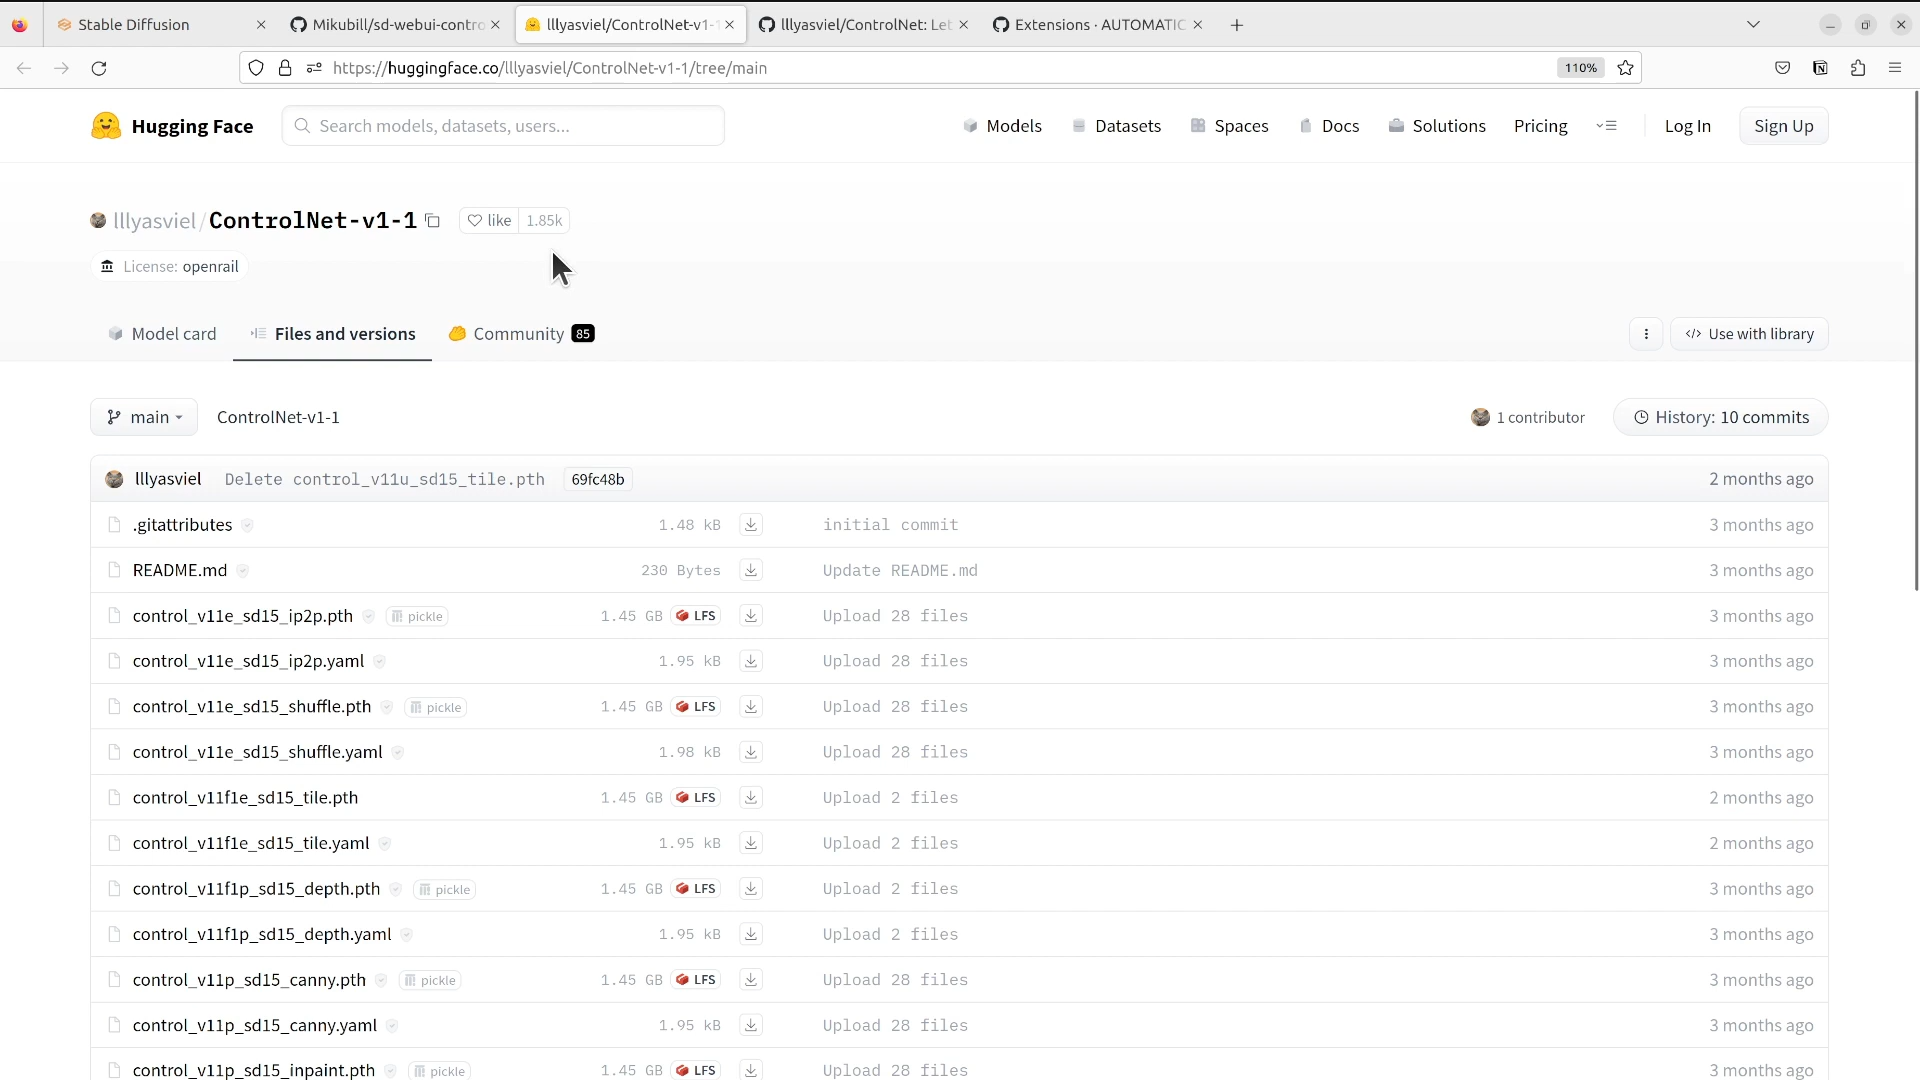 Stable Diffusion
Mikubill/sd-webui-contro
lllyasviel/ControlNet-v1-1
lllyasviel/ControlNet: Let
Extensions · AUTOMATIC
https://huggingface.co/lllyasviel/ControlNet-v1-1/tree/main
110%
Hugging Face
Search models, datasets, users...
Models
Datasets
Spaces
Docs
Solutions
Pricing
Log In
Sign Up
lllyasviel/ControlNet-v1-1
like 1.85k
License: openrail
Model card
Files and versions
Community 85
</> Use with library
main
ControlNet-v1-1
1 contributor
History: 10 commits
lllyasviel Delete control_v11u_sd15_tile.pth 69fc48b 2 months ago
.gitattributes 1.48 kB initial commit 3 months ago
README.md 230 Bytes Update README.md 3 months ago
control_v11e_sd15_ip2p.pth pickle 1.45 GB LFS Upload 28 files 3 months ago
control_v11e_sd15_ip2p.yaml 1.95 kB Upload 28 files 3 months ago
control_v11e_sd15_shuffle.pth pickle 1.45 GB LFS Upload 28 files 3 months ago
control_v11e_sd15_shuffle.yaml 1.98 kB Upload 28 files 3 months ago
control_v11f1e_sd15_tile.pth 1.45 GB LFS Upload 2 files 2 months ago
control_v11f1e_sd15_tile.yaml 1.95 kB Upload 2 files 2 months ago
control_v11f1p_sd15_depth.pth pickle 1.45 GB LFS Upload 2 files 3 months ago
control_v11f1p_sd15_depth.yaml 1.95 kB Upload 2 files 3 months ago
control_v11p_sd15_canny.pth pickle 1.45 GB LFS Upload 28 files 3 months ago
control_v11p_sd15_canny.yaml 1.95 kB Upload 28 files 3 months ago
control_v11p_sd15_inpaint.pth pickle 1.45 GB LFS Upload 28 files 3 months ago